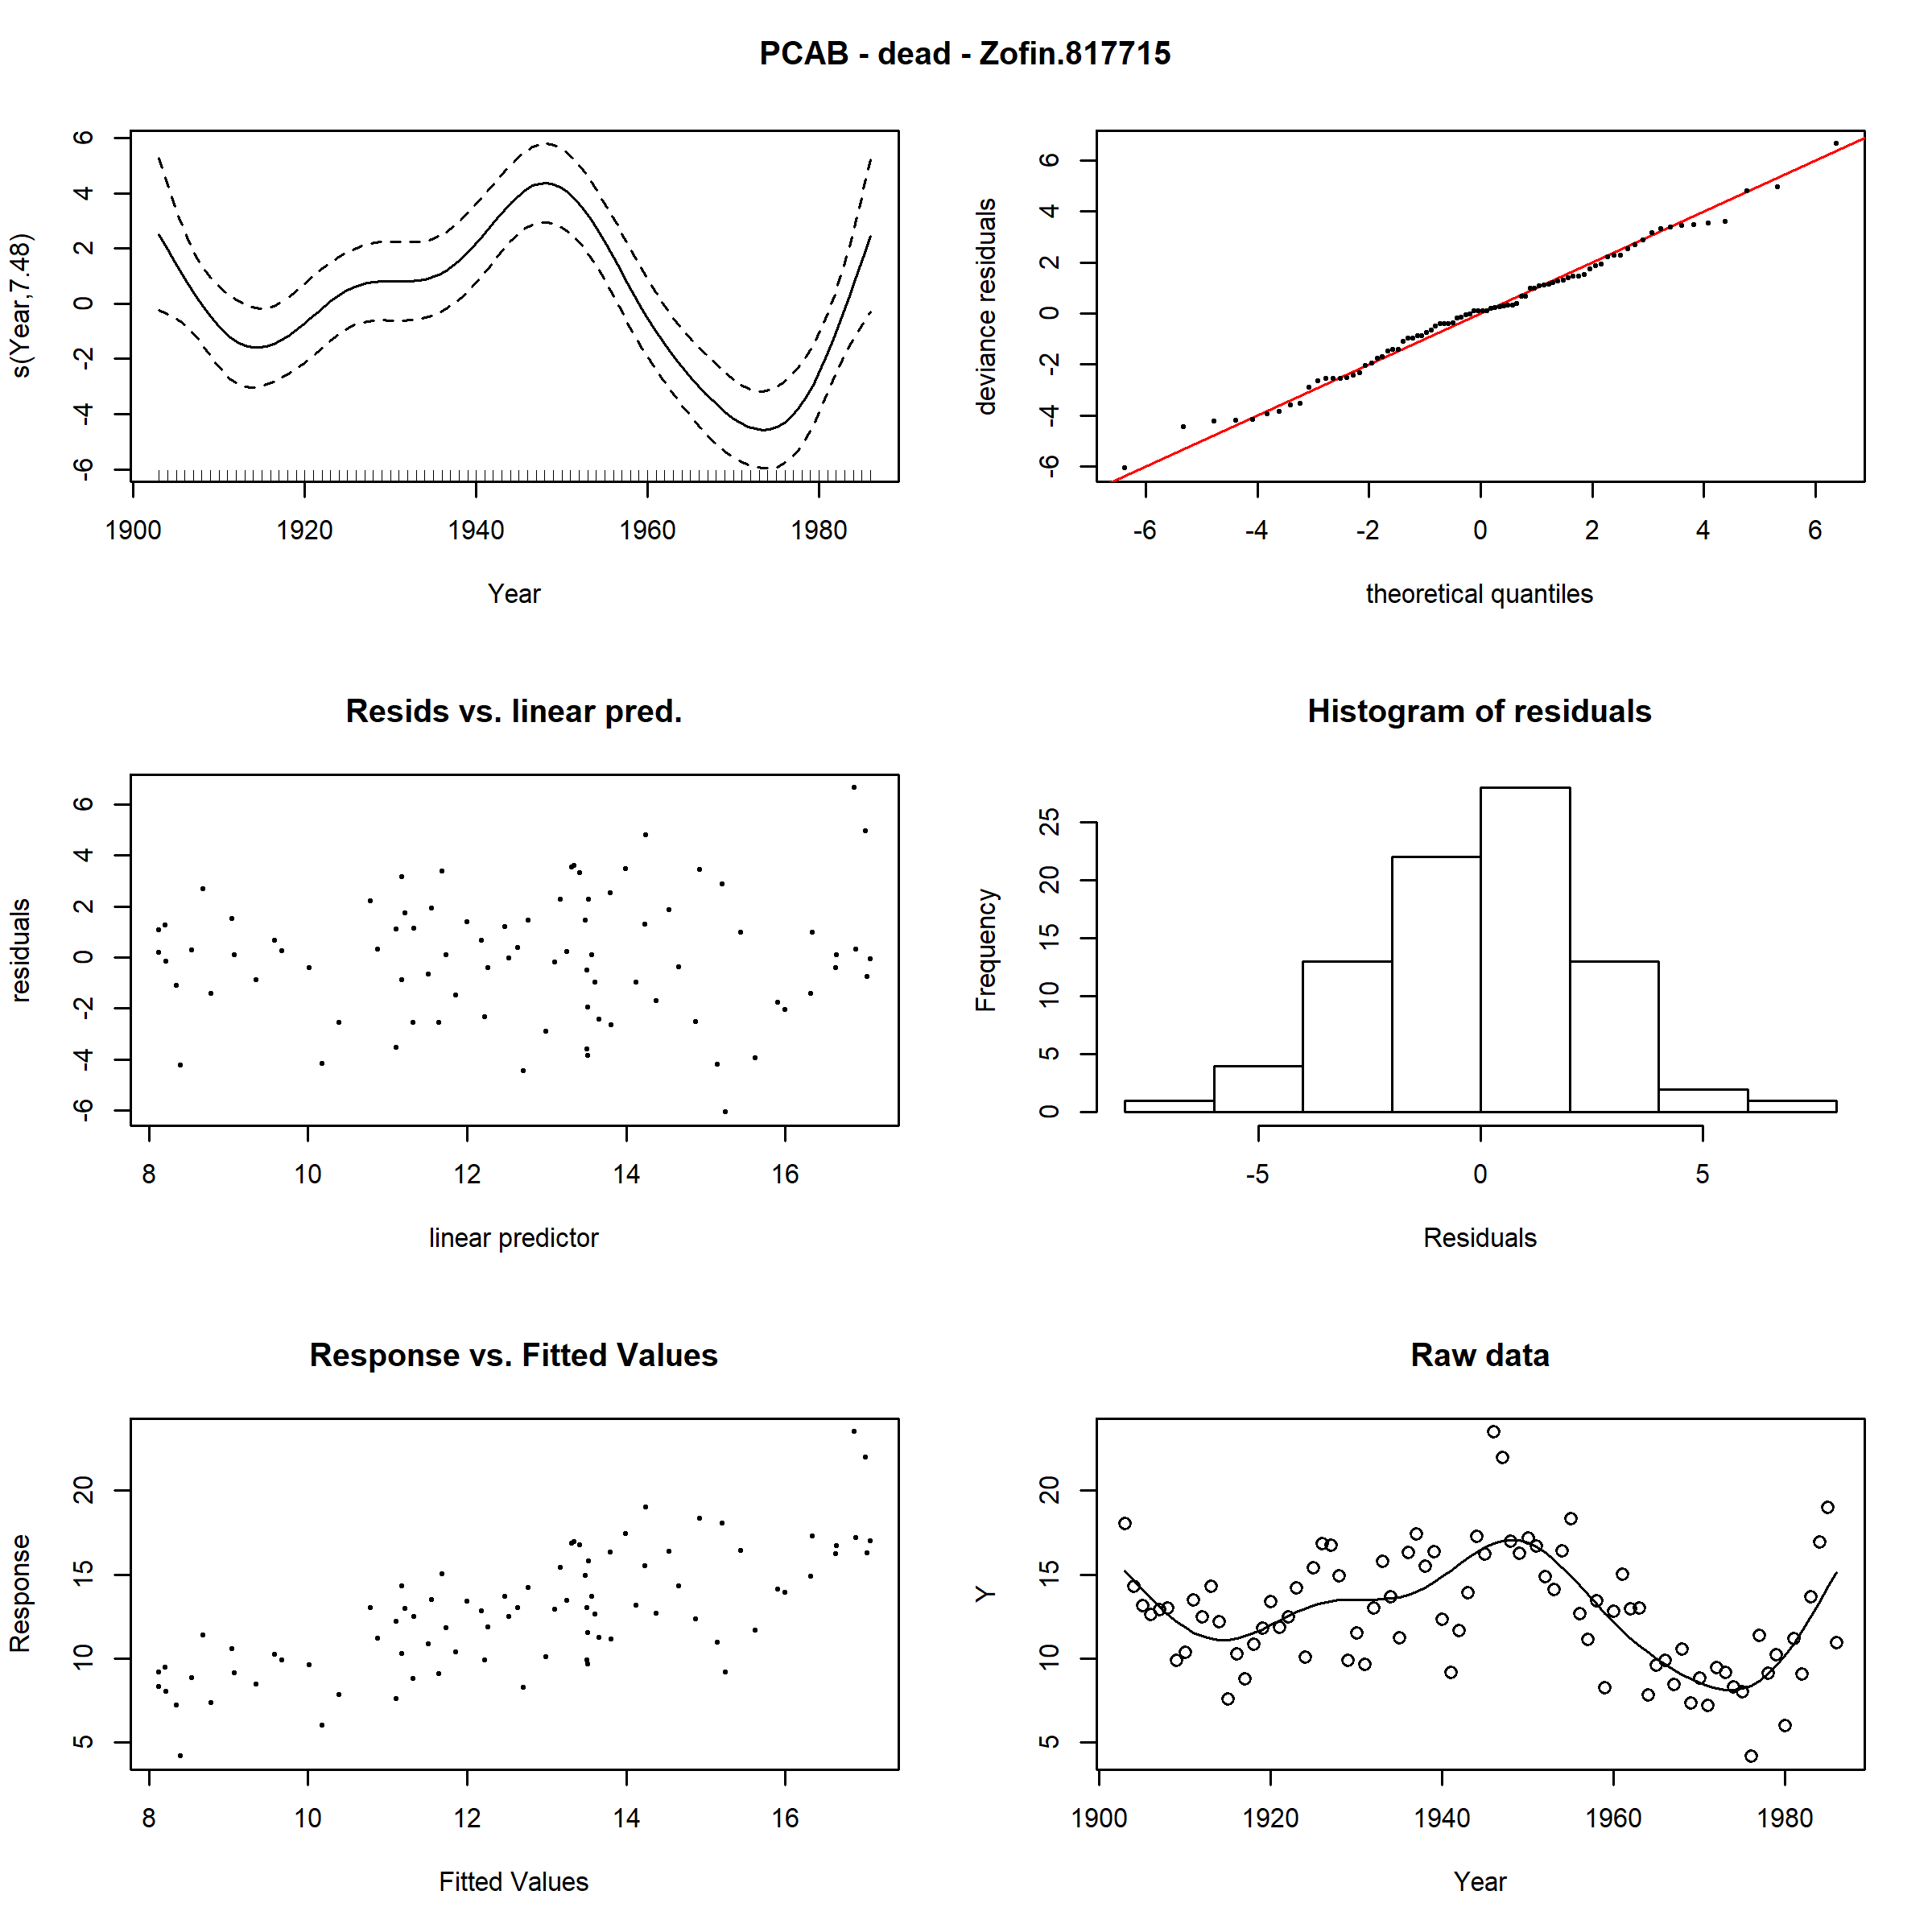 PCAB - dead - Zofin.817715
s(Year,7.48)
6
4
2
0
-2
-4
-6
1900 1920 1940 1960 1980
Year
deviance residuals
6
4
2
0
-2
-4
-6
-6 -4 -2 0 2 4 6
theoretical quantiles
Resids vs. linear pred.
residuals
6
4
2
0
-2
-4
-6
8 10 12 14 16
linear predictor
Histogram of residuals
Frequency
25
20
15
10
5
0
-5 0 5
Residuals
Response vs. Fitted Values
Response
20
15
10
5
8 10 12 14 16
Fitted Values
Raw data
Y
20
15
10
5
1900 1920 1940 1960 1980
Year